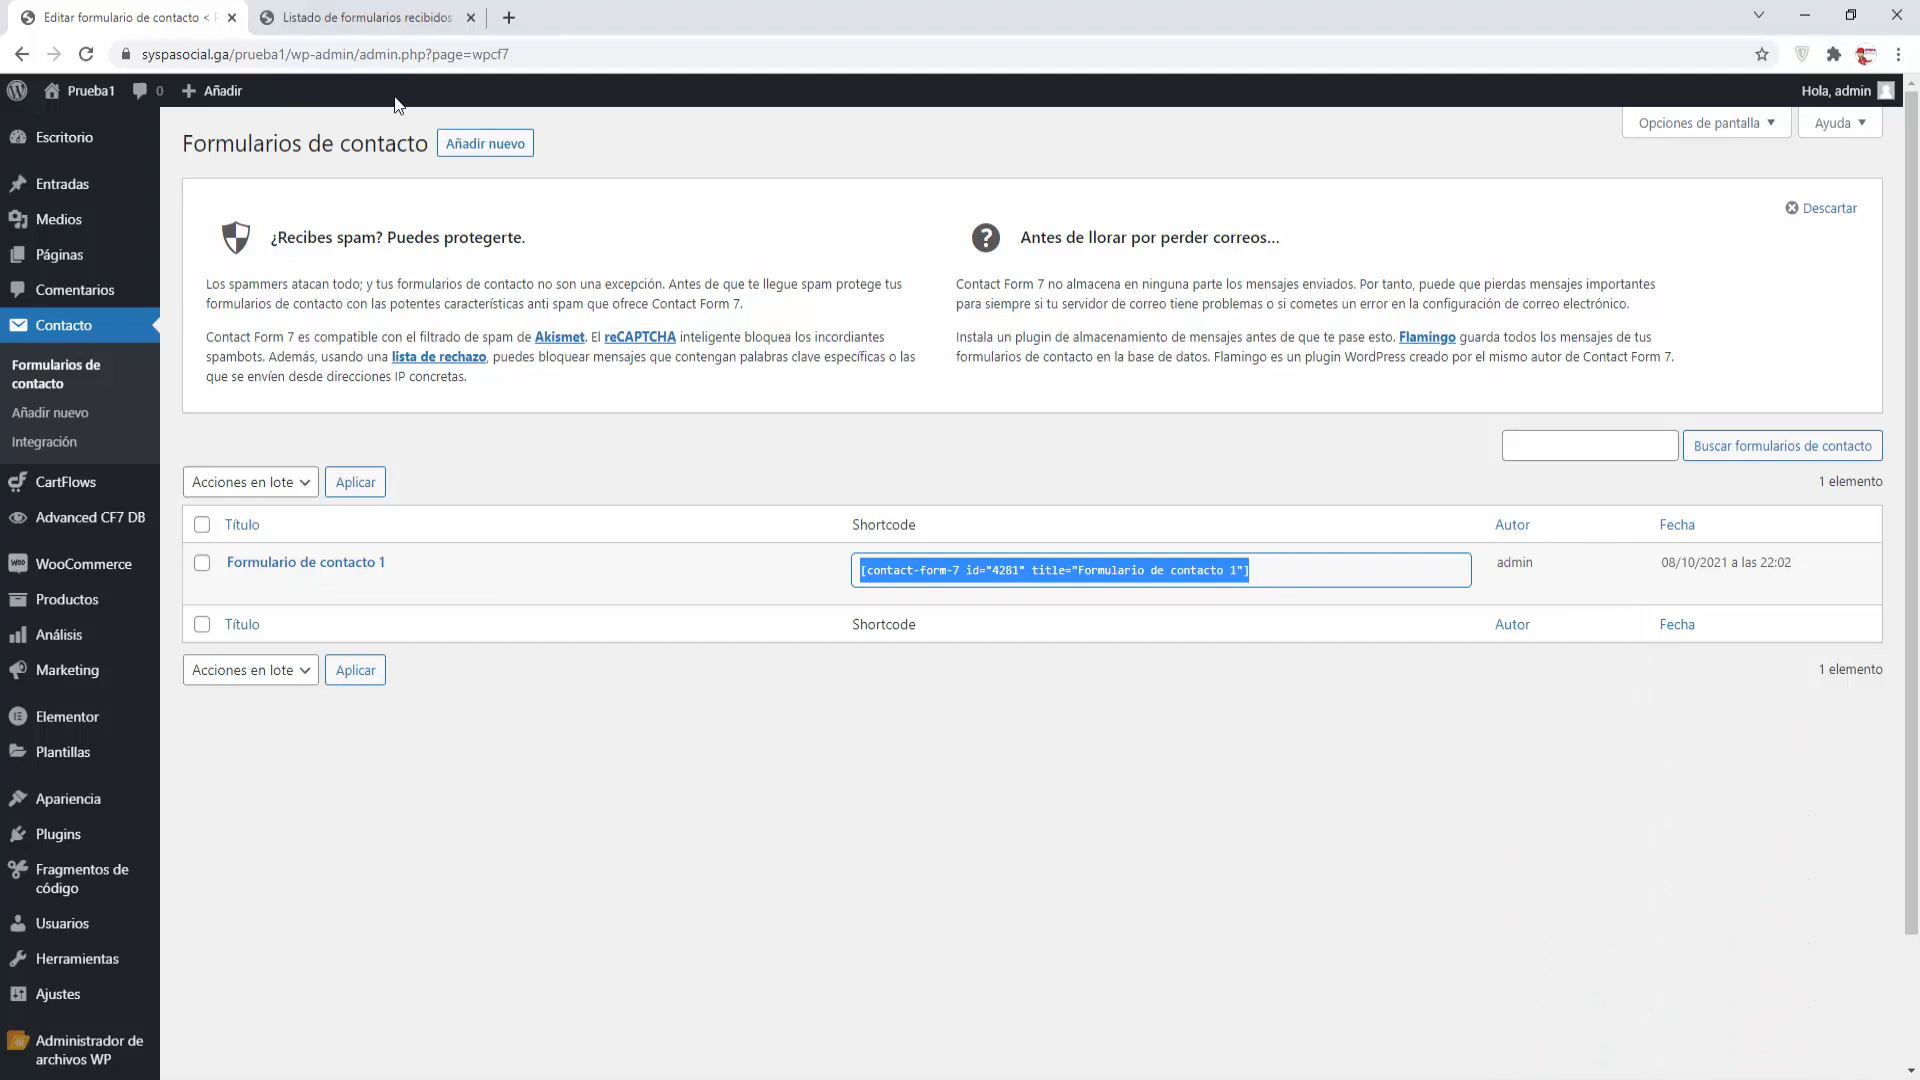 Editar formulario de contacto <
Listado de formularios recibidos
syspasocial.ga/prueba1/wp-admin/admin.php?page=wpcf7
Prueba1
0
Añadir
Hola, admin
Opciones de pantalla
Ayuda
Escritorio
Entradas
Medios
Páginas
Comentarios
Contacto
Formularios de
contacto
Añadir nuevo
Integración
CartFlows
Advanced CF7 DB
WooCommerce
Productos
Análisis
Marketing
Elementor
Plantillas
Apariencia
Plugins
Fragmentos de
código
Usuarios
Herramientas
Ajustes
Administrador de
archivos WP
Formularios de contacto
Añadir nuevo
Descartar
¿Recibes spam? Puedes protegerte.
Los spammers atacan todo; y tus formularios de contacto no son una excepción. Antes de que te llegue spam protege tus
formularios de contacto con las potentes características anti spam que ofrece Contact Form 7.
Contact Form 7 es compatible con el filtrado de spam de Akismet. El reCAPTCHA inteligente bloquea los incordiantes
spambots. Además, usando una lista de rechazo, puedes bloquear mensajes que contengan palabras clave específicas o las
que se envíen desde direcciones IP concretas.
Antes de llorar por perder correos…
Contact Form 7 no almacena en ninguna parte los mensajes enviados. Por tanto, puede que pierdas mensajes importantes
para siempre si tu servidor de correo tiene problemas o si cometes un error en la configuración de correo electrónico.
Instala un plugin de almacenamiento de mensajes antes de que te pase esto. Flamingo guarda todos los mensajes de tus
formularios de contacto en la base de datos. Flamingo es un plugin WordPress creado por el mismo autor de Contact Form 7.
Buscar formularios de contacto
Acciones en lote
Aplicar
1 elemento
Título
Shortcode
Autor
Fecha
Formulario de contacto 1
[contact-form-7 id="4281" title="Formulario de contacto 1"]
admin
08/10/2021 a las 22:02
Título
Shortcode
Autor
Fecha
Acciones en lote
Aplicar
1 elemento